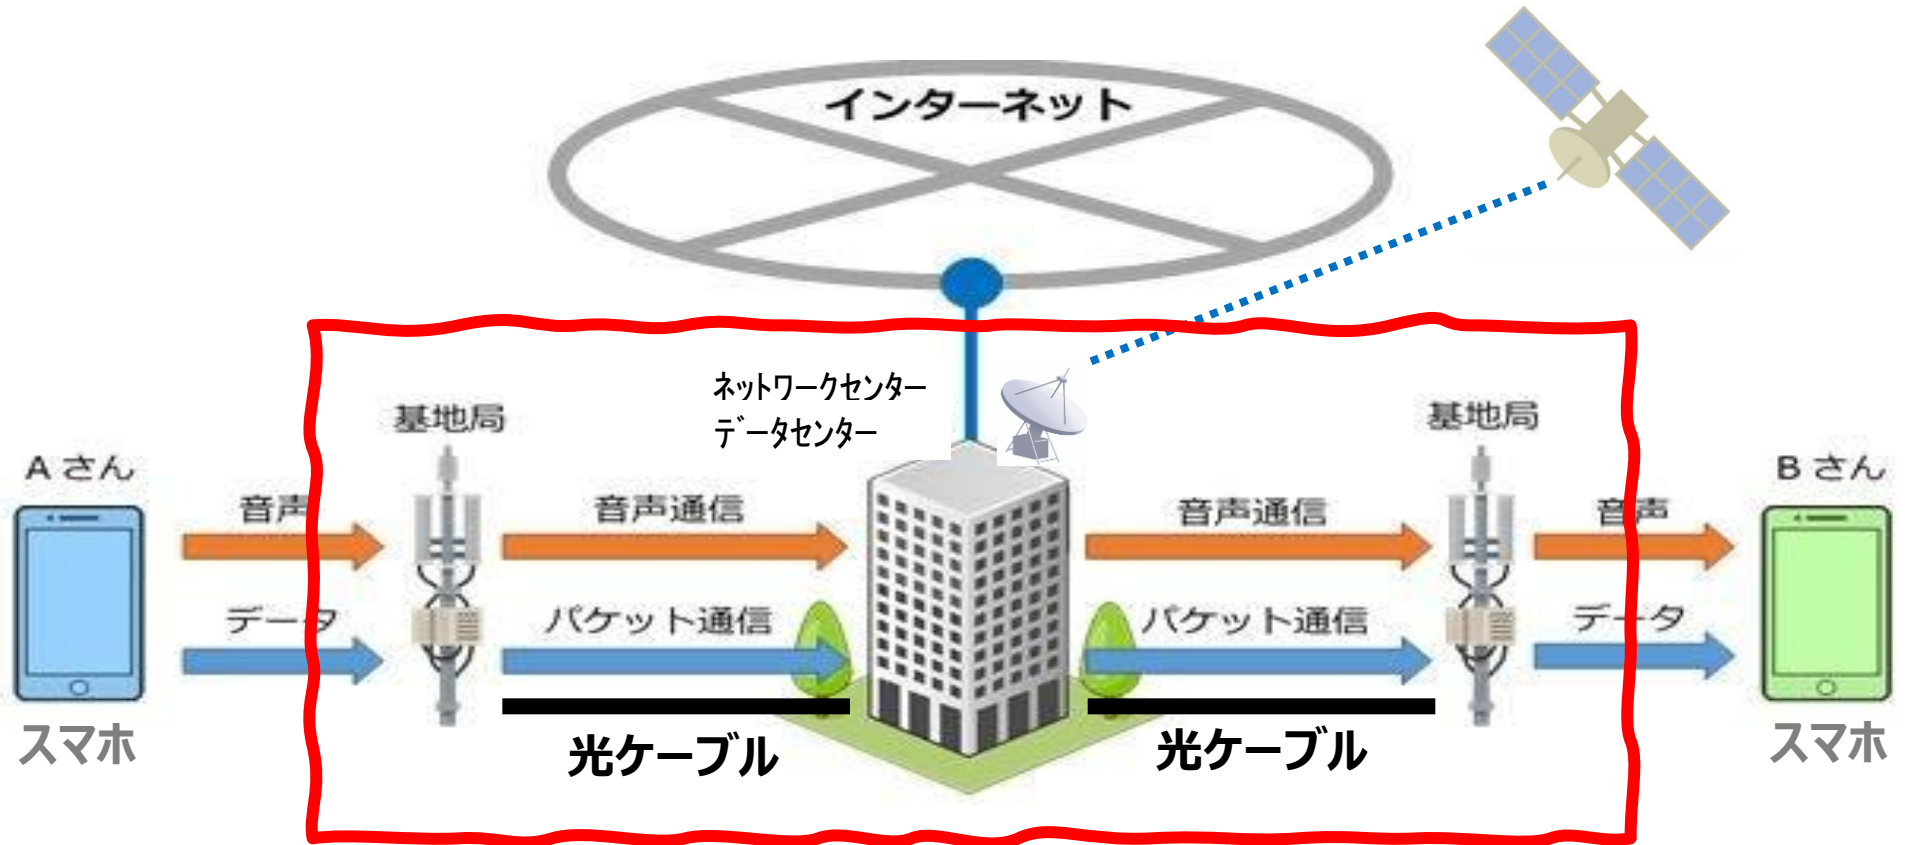 インターネット
ネットワークセンター
データセンター
基地局
基地局
Aさん
Bさん
音声
音声通信
音声通信
音声
データ
パケット通信
パケット通信
データ
スマホ
光ケーブル
光ケーブル
スマホ